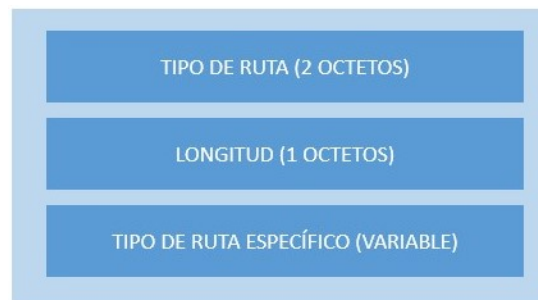 TIPO DE RUTA (2 OCTETOS)
LONGITUD (1 OCTETOS)
TIPO DE RUTA ESPECÍFICO (VARIABLE)